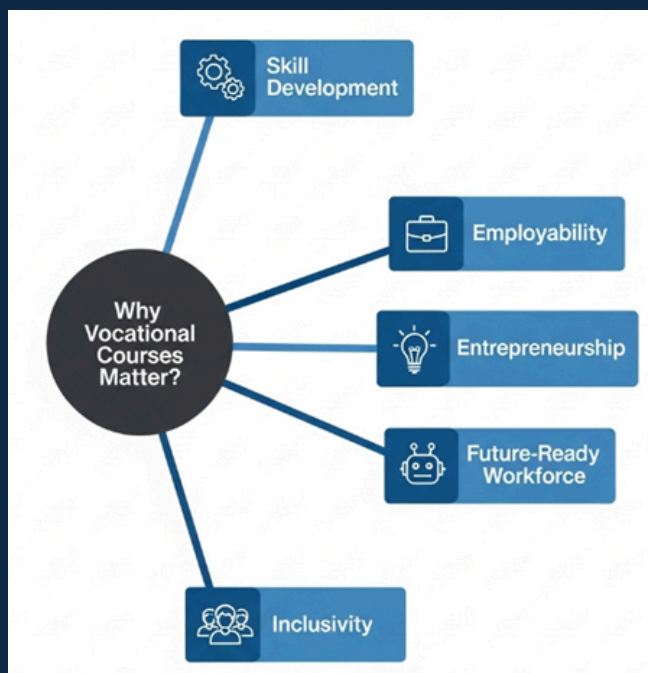 Skill
Development
Employability
Why
Vocational
Courses
Matter?
Entrepreneurship
Future-Ready
Workforce
Inclusivity